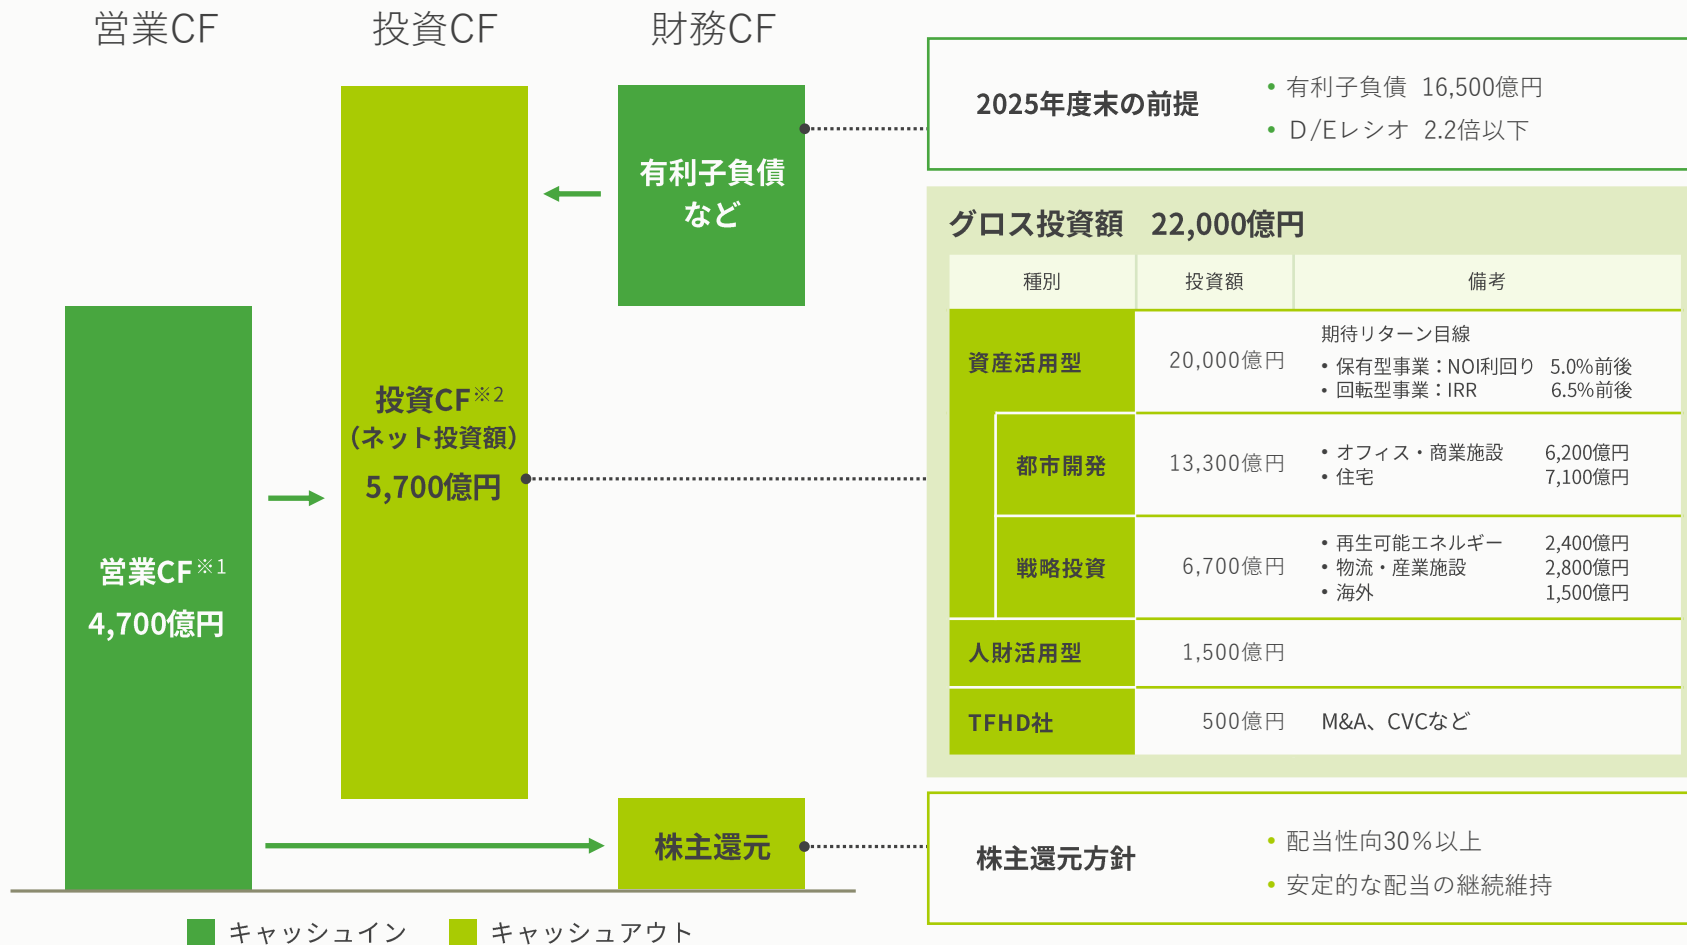 営業CF
投資CF
財務CF
有利子負債
など
投資CF※2
（ネット投資額）
5,700億円
営業CF※1
4,700億円
株主還元
キャッシュイン
キャッシュアウト
2025年度末の前提
• 有利子負債 16,500億円
• D/Eレシオ 2.2倍以下
グロス投資額 22,000億円
種別 投資額 備考
資産活用型 20,000億円 期待リターン目線
• 保有型事業：NOI利回り 5.0%前後
• 回転型事業：IRR 6.5%前後
都市開発 13,300億円 • オフィス・商業施設 6,200億円
• 住宅 7,100億円
戦略投資 6,700億円 • 再生可能エネルギー 2,400億円
• 物流・産業施設 2,800億円
• 海外 1,500億円
人財活用型 1,500億円
TFHD社 500億円 M&A、CVCなど
株主還元方針
• 配当性向30％以上
• 安定的な配当の継続維持